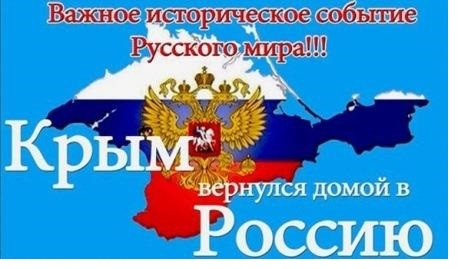 Важное историческое событие
Русского мира!!!
Крым
вернулся домой в
Россию